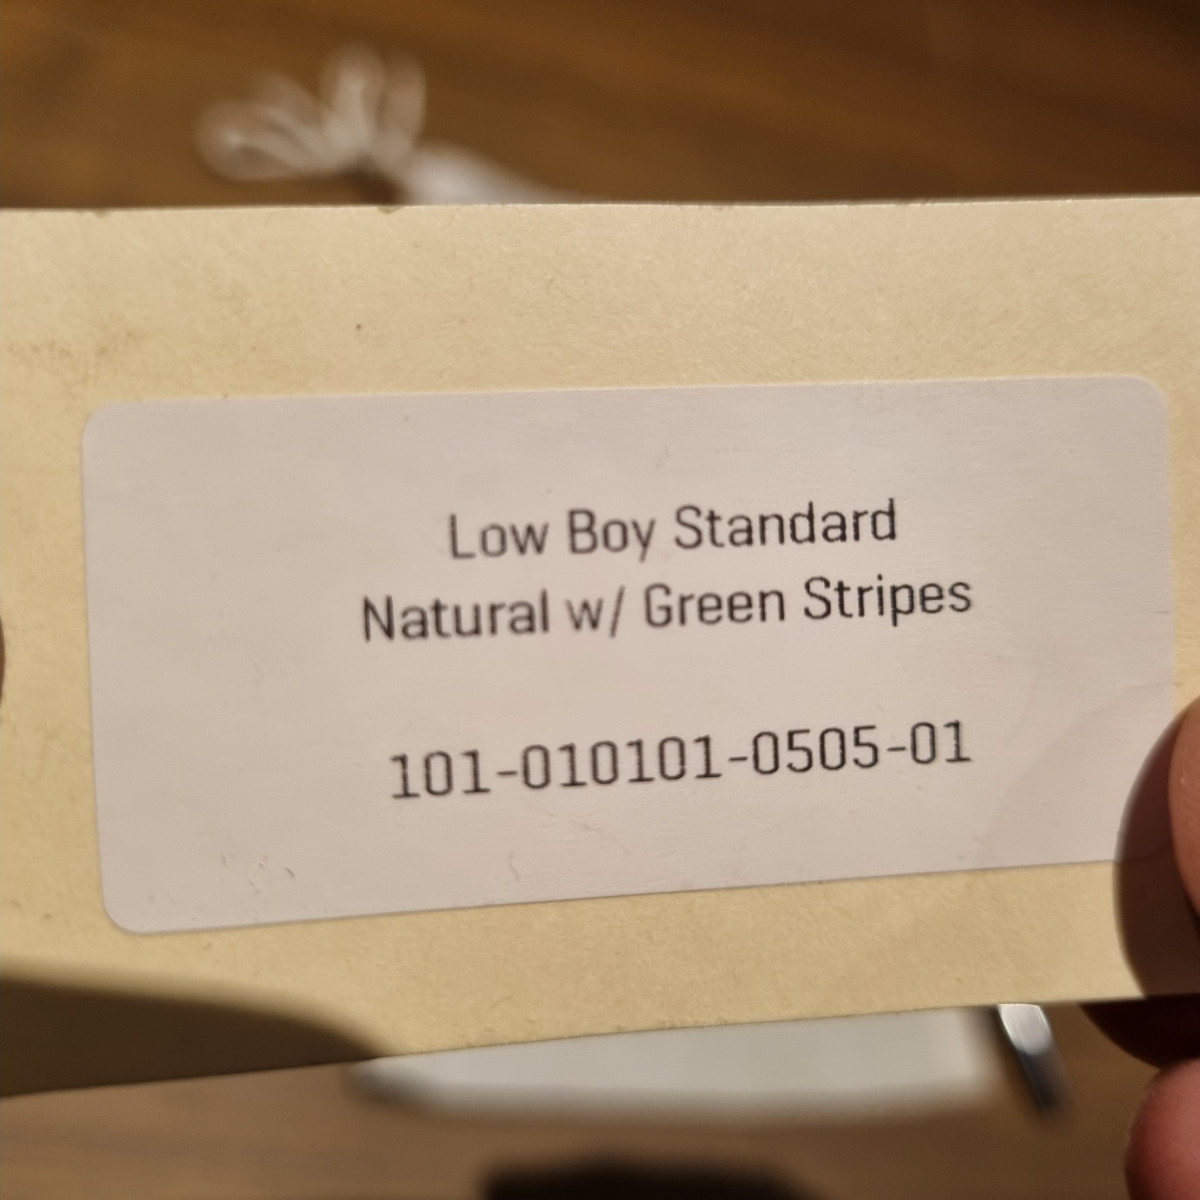 Low Boy Standard
Natural w/ Green Stripes
101-010101-0505-01